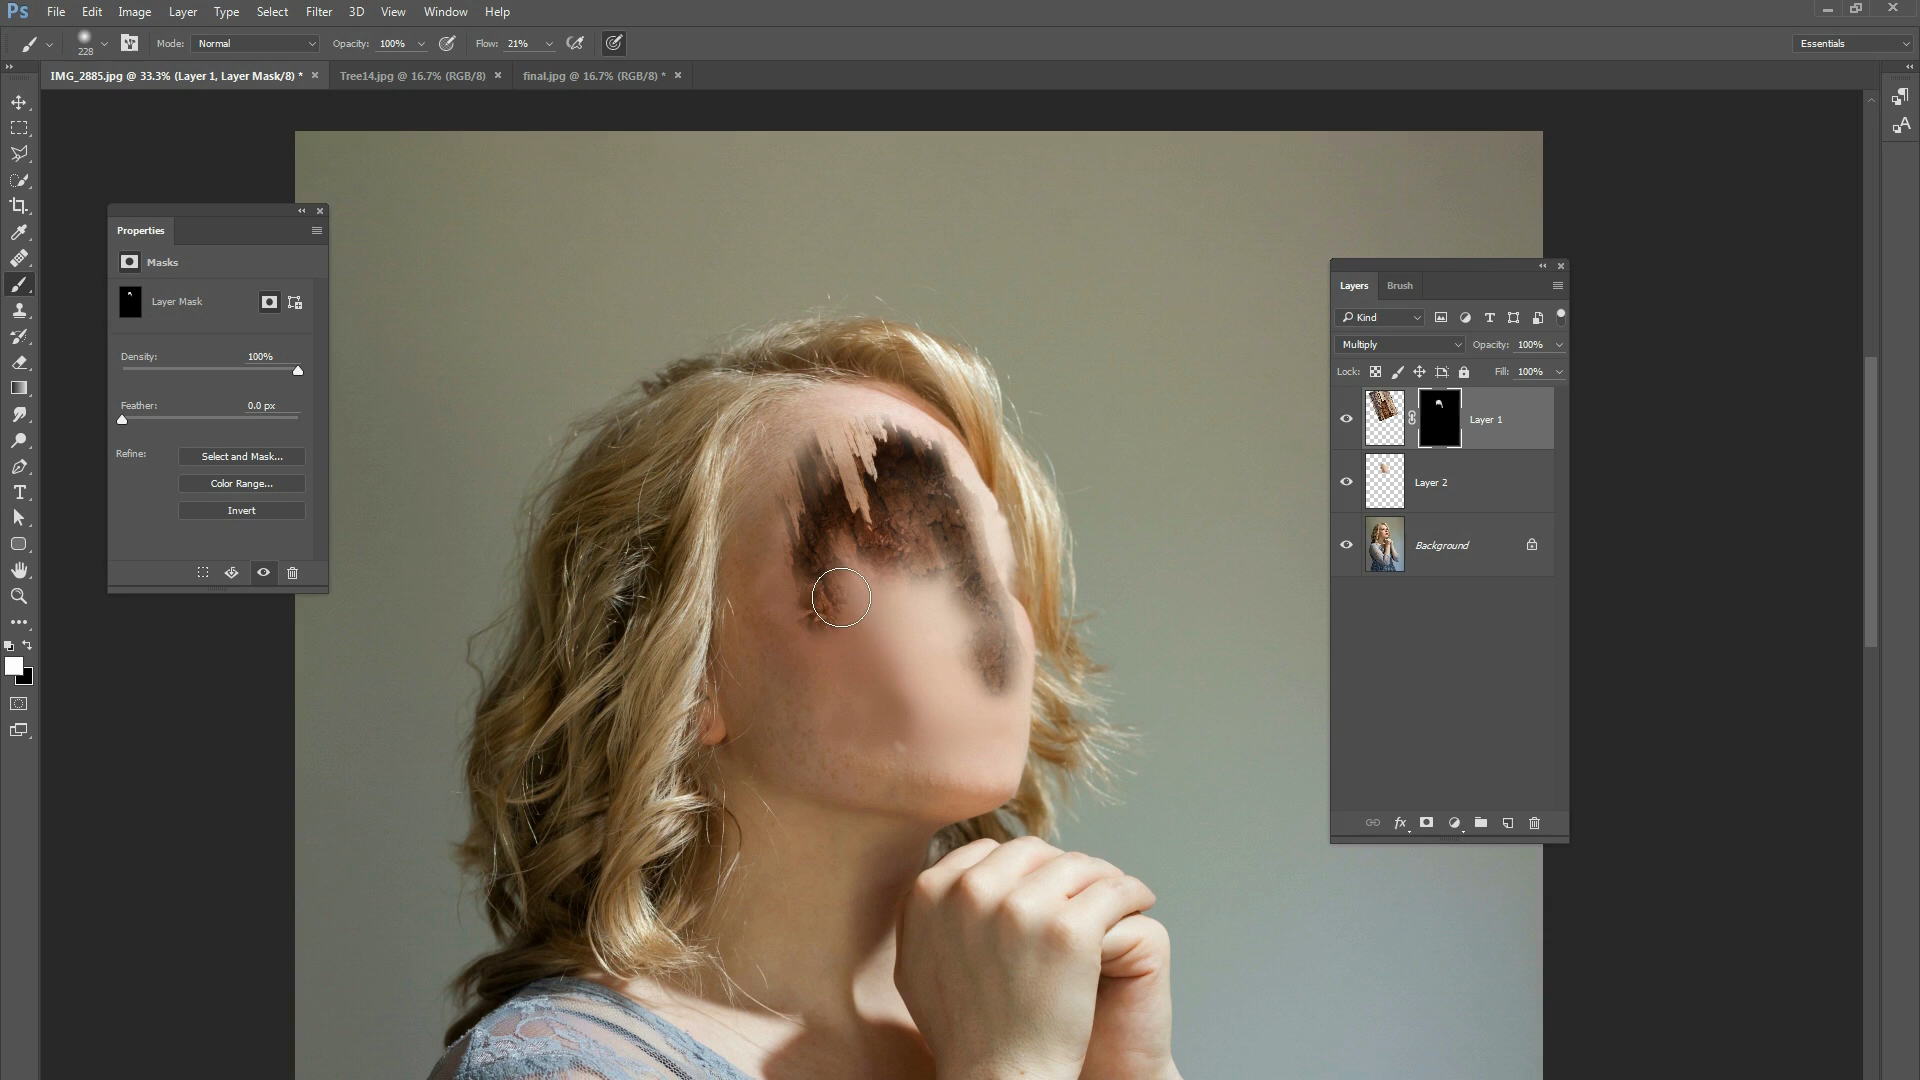 Ps File Edit Image Layer Type Select Filter 3D View Window Help
228 Mode: Normal Opacity: 100% Flow: 21% Essentials
IMG_2885.jpg @ 33.3% (Layer 1, Layer Mask/8) * × Tree14.jpg @ 16.7% (RGB/8) × final.jpg @ 16.7% (RGB/8) * ×
Properties
Masks
Layer Mask
Density: 100%
Feather: 0.0 px
Refine: Select and Mask...
Color Range...
Invert
Layers Brush
Kind
Multiply Opacity: 100%
Lock: Fill: 100%
Layer 1
Layer 2
Background